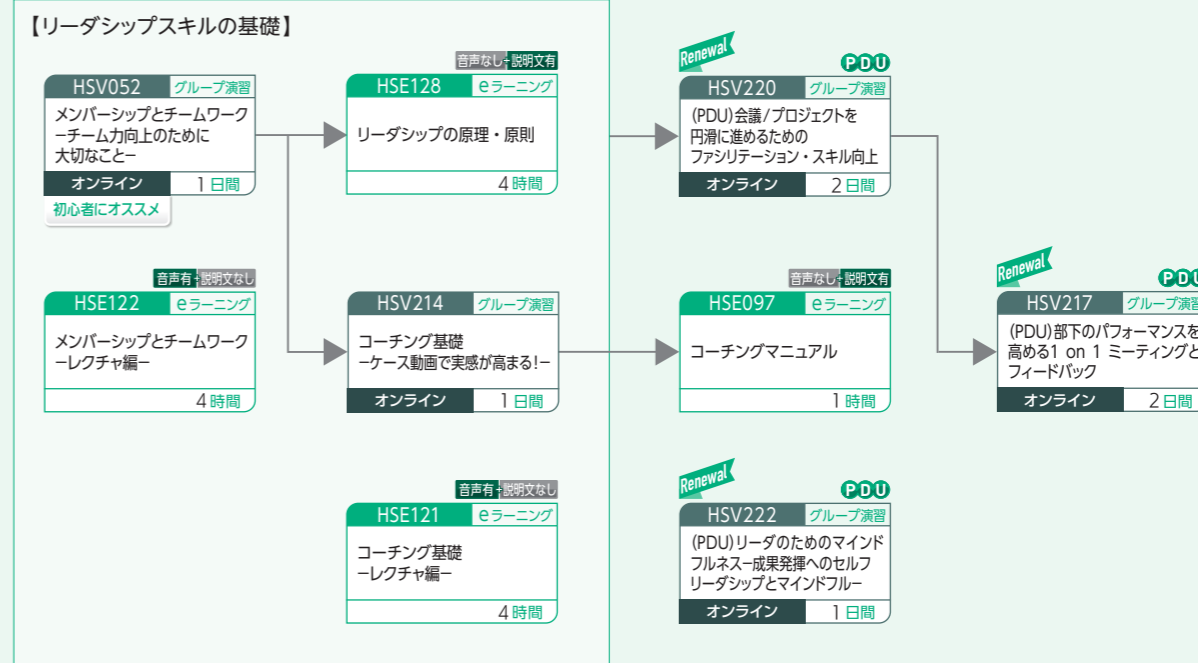 【リーダシップスキルの基礎】
HSV052 グループ演習
メンバーシップとチームワーク
－チーム力向上のために
大切なこと－
オンライン 1日間
初心者にオススメ
音声なし+説明文有
HSE128 eラーニング
リーダシップの原理・原則
4時間
Renewal PDU
HSV220 グループ演習
(PDU)会議/プロジェクトを
円滑に進めるための
ファシリテーション・スキル向上
オンライン 2日間
音声有+説明文なし
HSE122 eラーニング
メンバーシップとチームワーク
－レクチャ編－
4時間
HSV214 グループ演習
コーチング基礎
－ケース動画で実感が高まる!－
オンライン 1日間
音声なし+説明文有
HSE097 eラーニング
コーチングマニュアル
1時間
Renewal PDU
HSV217 グループ演習
(PDU)部下のパフォーマンスを
高める1 on 1 ミーティングと
フィードバック
オンライン 2日間
音声有+説明文なし
HSE121 eラーニング
コーチング基礎
－レクチャ編－
4時間
Renewal PDU
HSV222 グループ演習
(PDU)リーダのためのマインド
フルネス－成果発揮へのセルフ
リーダシップとマインドフル－
オンライン 1日間